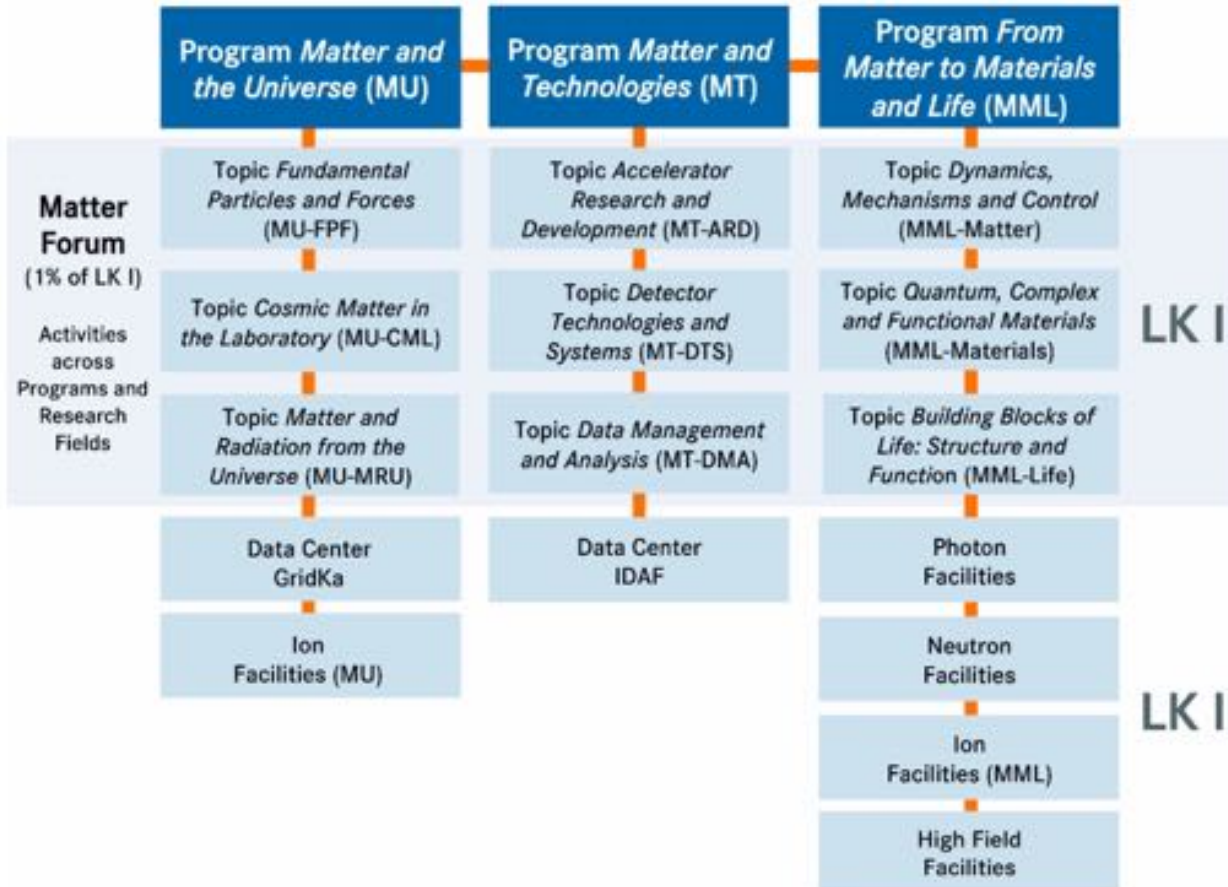 Program Matter and
the Universe (MU)
Program Matter and
Technologies (MT)
Program From
Matter to Materials
and Life (MML)
Matter
Forum
(1% of LK I)
Activities
across
Programs and
Research
Fields
Topic Fundamental
Particles and Forces
(MU-FPF)
Topic Cosmic Matter in
the Laboratory (MU-CML)
Topic Matter and
Radiation from the
Universe (MU-MRU)
Data Center
GridKa
Ion
Facilities (MU)
Topic Accelerator
Research and
Development (MT-ARD)
Topic Detector
Technologies and
Systems (MT-DTS)
Topic Data Management
and Analysis (MT-DMA)
Data Center
IDAF
Topic Dynamics,
Mechanisms and Control
(MML-Matter)
Topic Quantum, Complex
and Functional Materials
(MML-Materials)
Topic Building Blocks of
Life: Structure and
Function (MML-Life)
Photon
Facilities
Neutron
Facilities
Ion
Facilities (MML)
High Field
Facilities
LK I
LK I